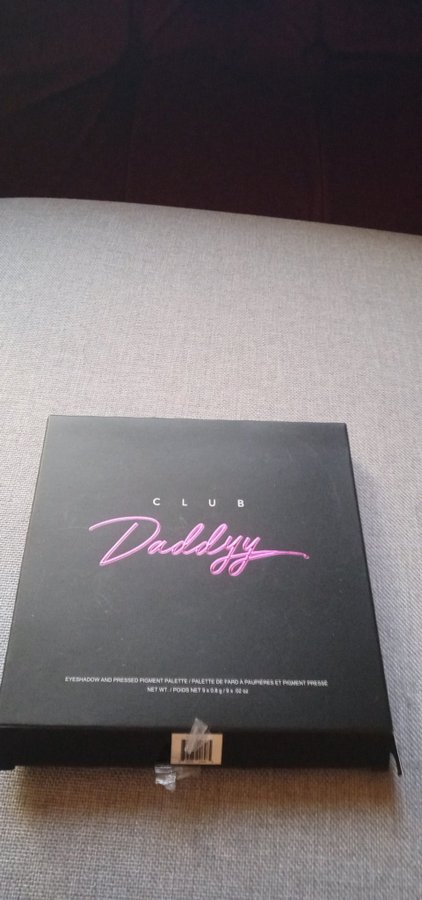 CLUB
Daddyy
EYESHADOW AND PRESSED PIGMENT PALETTE / PALETTE DE FARD À PAUPIÈRES ET PIGMENT PRESSÉ
NET WT. / POIDS NET 9 x 0.8 g / 9 x .02 oz